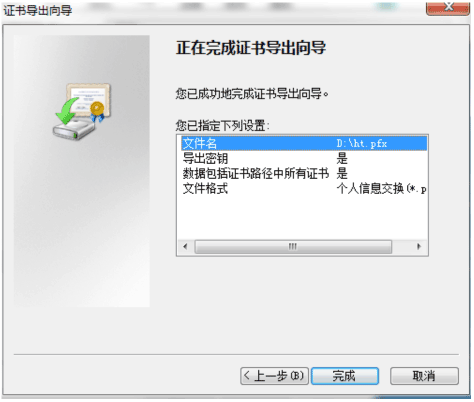 证书导出向导
正在完成证书导出向导
您已成功地完成证书导出向导。
您已指定下列设置:
文件名 D:\ht.pfx
导出密钥 是
数据包括证书路径中所有证书 是
文件格式 个人信息交换(*.p
<上一步(B) 完成 取消